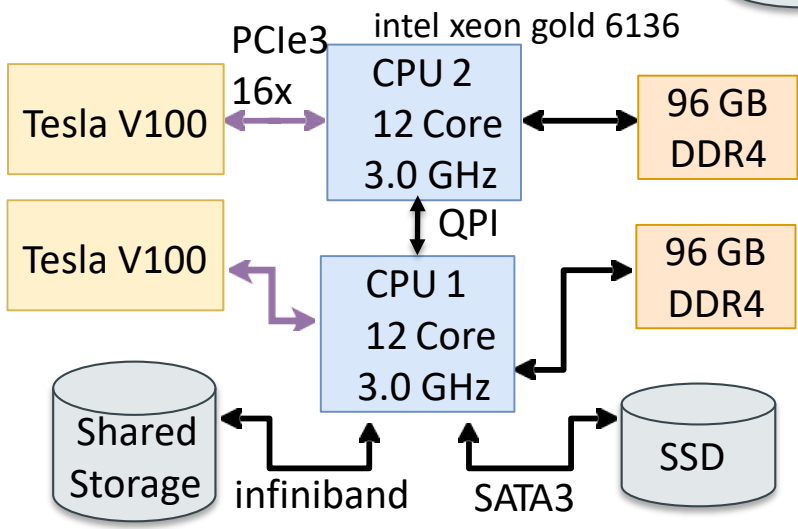 intel xeon gold 6136
PCIe3
16x
Tesla V100
CPU 2
12 Core
3.0 GHz
96 GB
DDR4
QPI
Tesla V100
CPU 1
12 Core
3.0 GHz
96 GB
DDR4
Shared
Storage
infiniband
SATA3
SSD